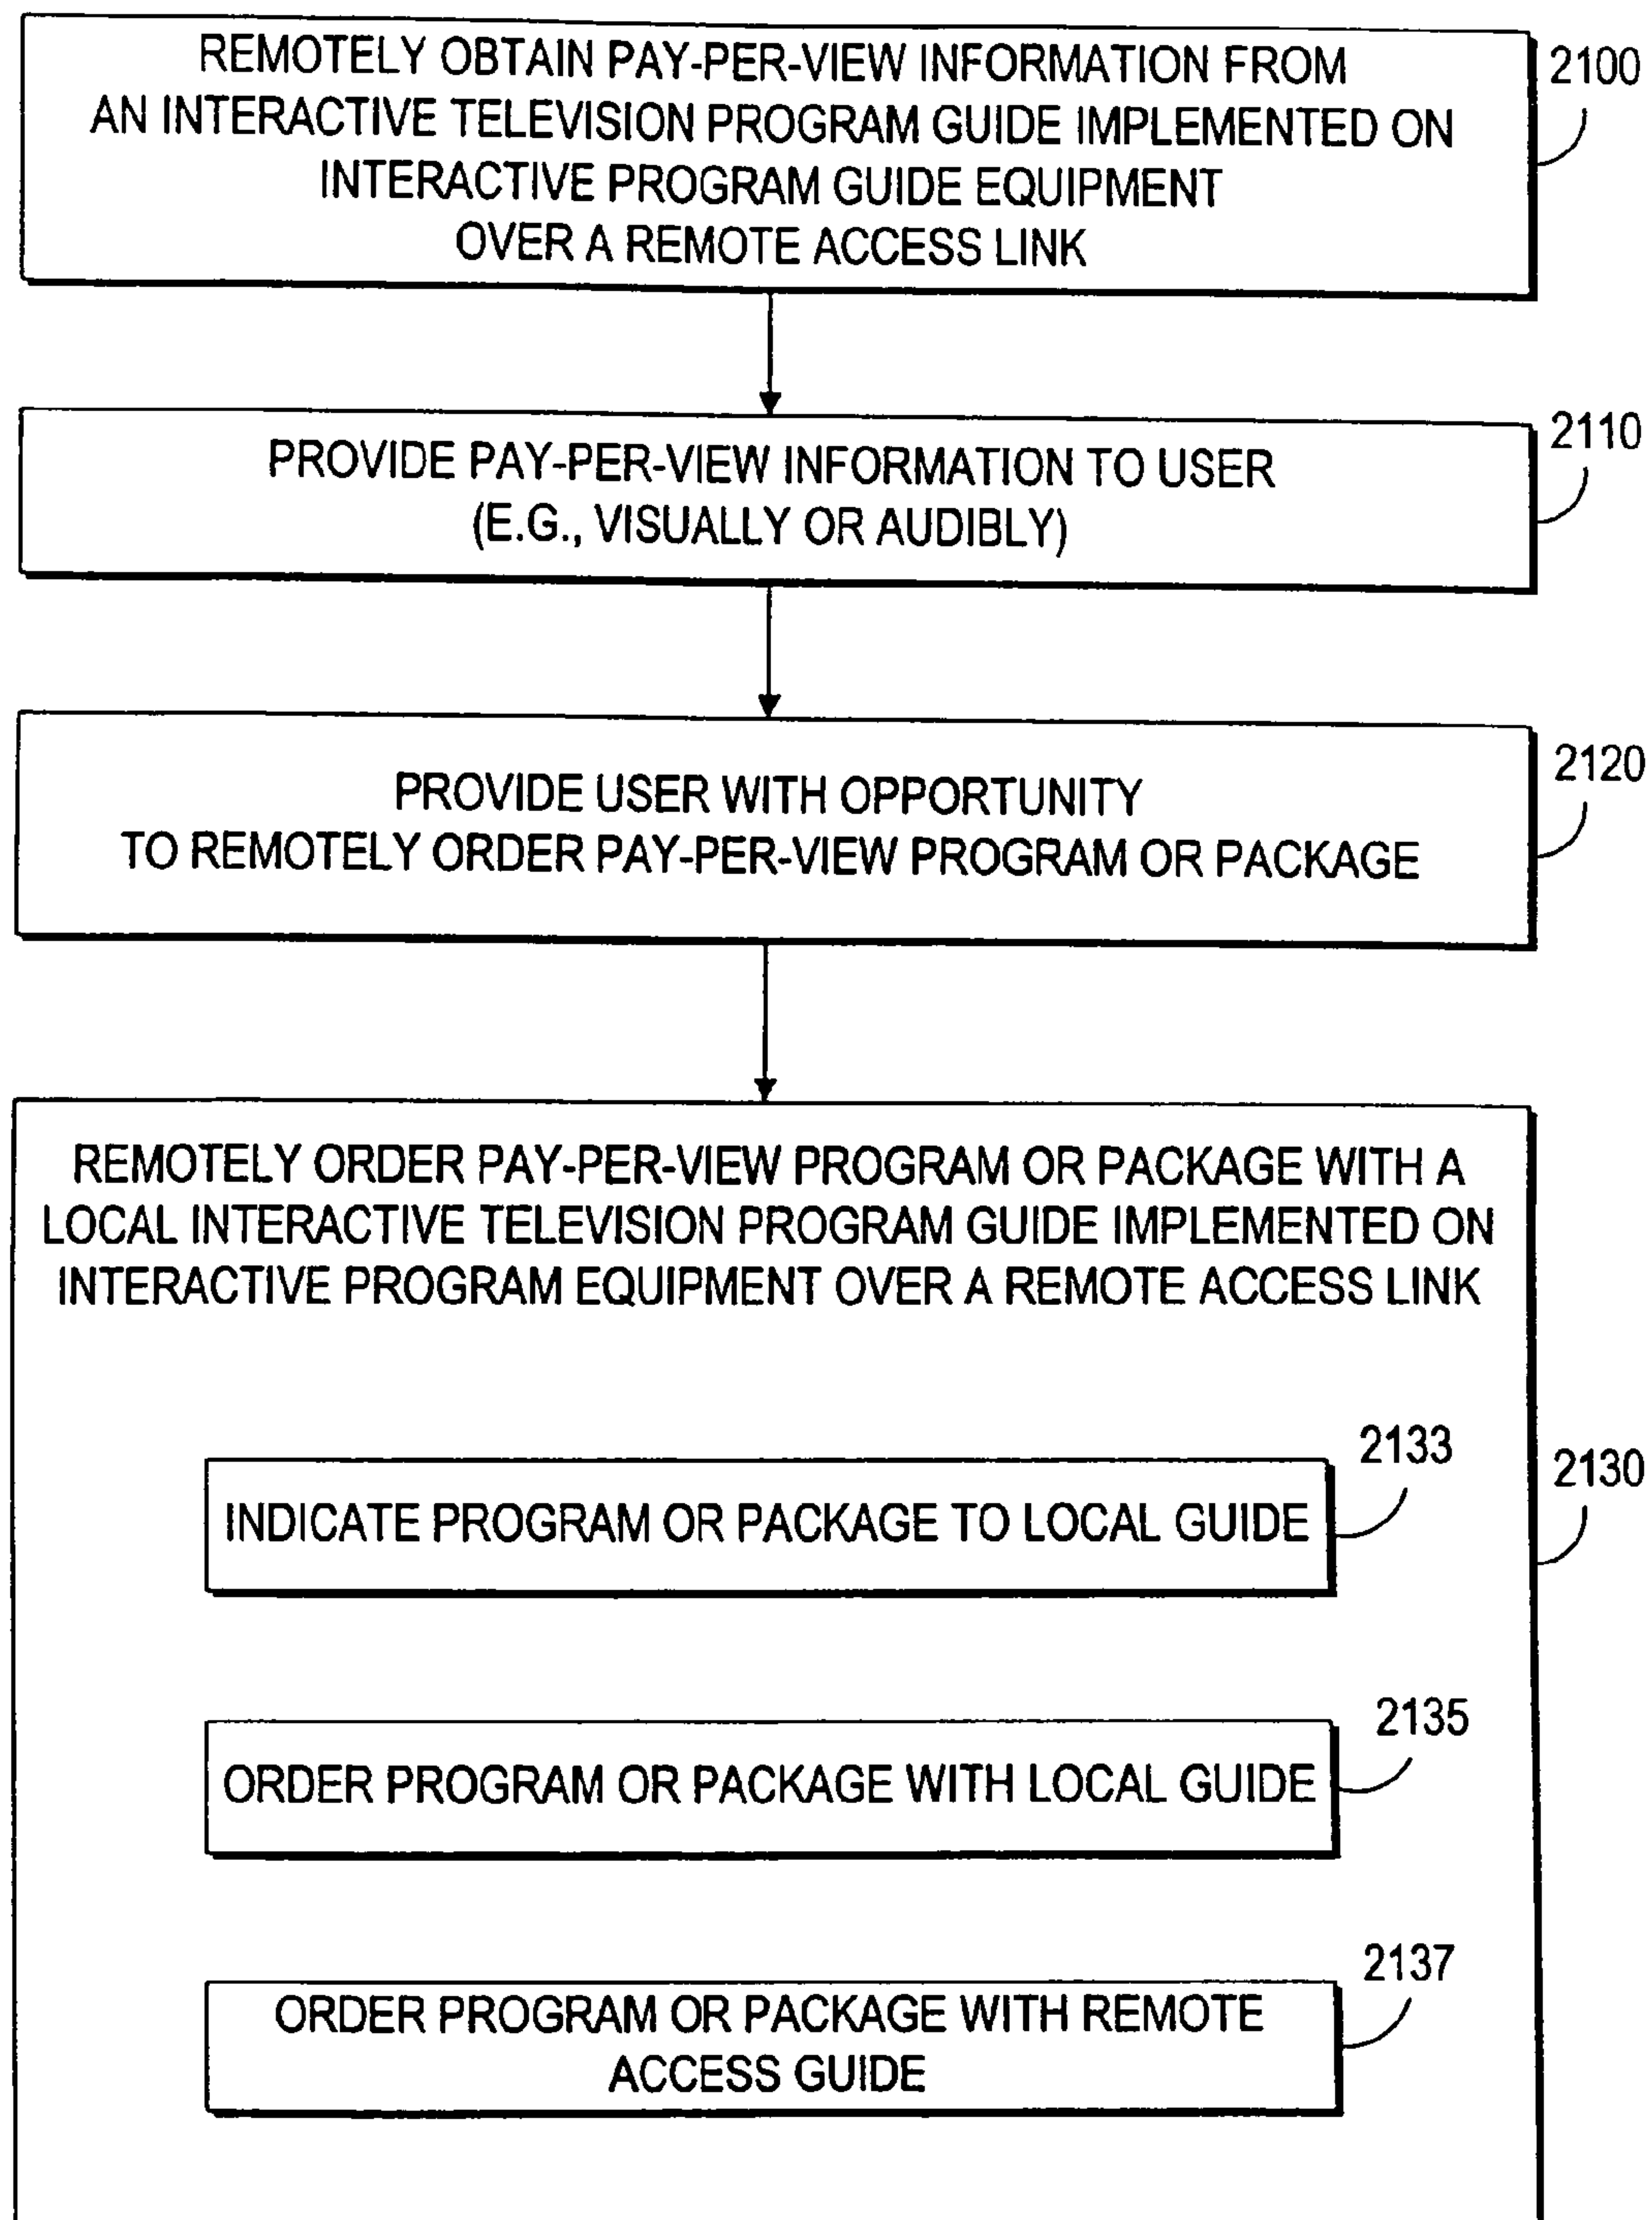 REMOTELY OBTAIN PAY-PER-VIEW INFORMATION FROM
AN INTERACTIVE TELEVISION PROGRAM GUIDE IMPLEMENTED ON
INTERACTIVE PROGRAM GUIDE EQUIPMENT
OVER A REMOTE ACCESS LINK
2100
PROVIDE PAY-PER-VIEW INFORMATION TO USER
(E.G., VISUALLY OR AUDIBLY)
2110
PROVIDE USER WITH OPPORTUNITY
TO REMOTELY ORDER PAY-PER-VIEW PROGRAM OR PACKAGE
2120
REMOTELY ORDER PAY-PER-VIEW PROGRAM OR PACKAGE WITH A
LOCAL INTERACTIVE TELEVISION PROGRAM GUIDE IMPLEMENTED ON
INTERACTIVE PROGRAM EQUIPMENT OVER A REMOTE ACCESS LINK
2130
2133
INDICATE PROGRAM OR PACKAGE TO LOCAL GUIDE
2135
ORDER PROGRAM OR PACKAGE WITH LOCAL GUIDE
2137
ORDER PROGRAM OR PACKAGE WITH REMOTE
ACCESS GUIDE